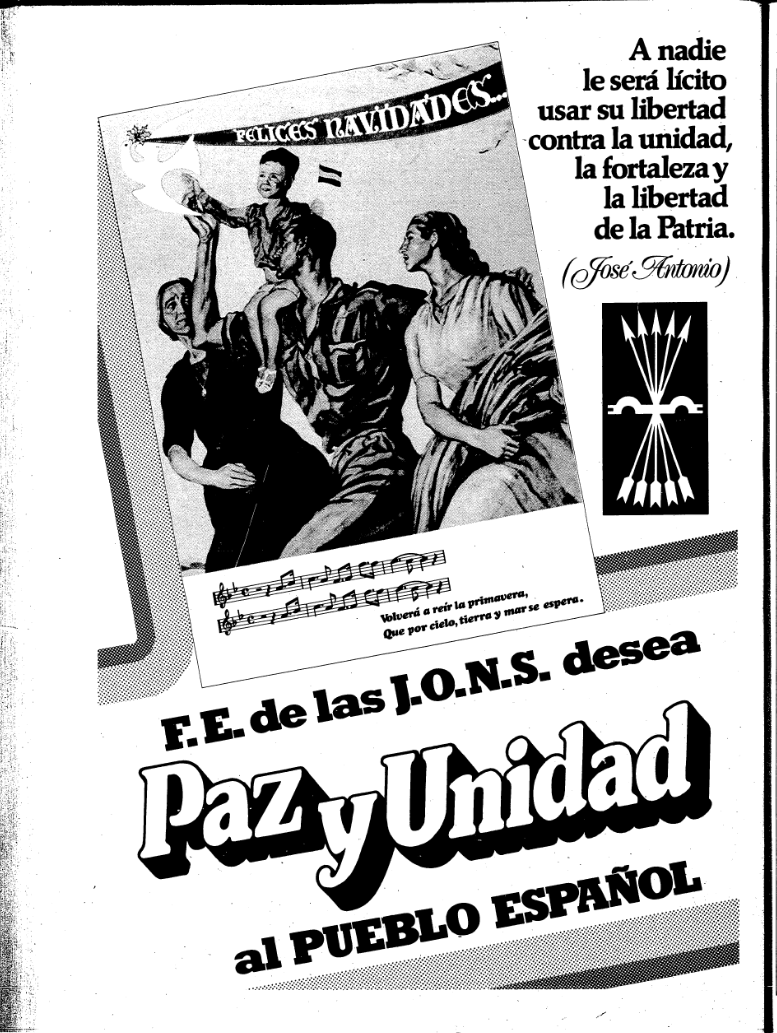 FELICES NAVIDADES...
A nadie
le será lícito
usar su libertad
contra la unidad,
la fortaleza y
la libertad
de la Patria.
(José Antonio)
Volverá a reír la primavera,
Que por cielo, tierra y mar se espera.
F.E. de las J.O.N.S. desea
Paz y Unidad
al PUEBLO ESPAÑOL